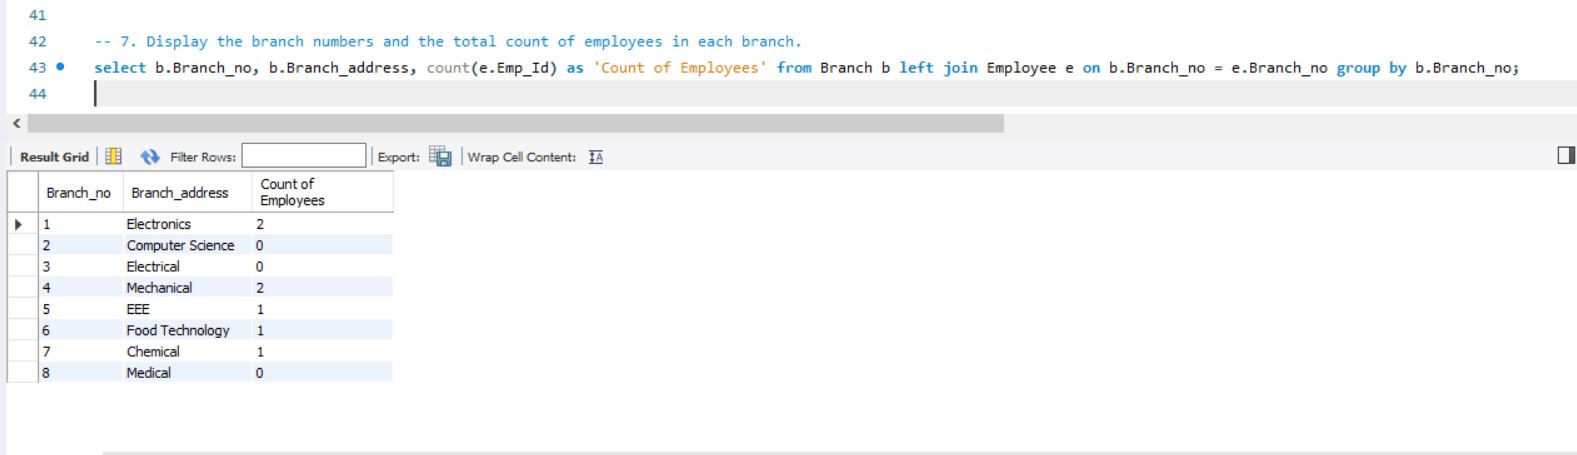 41
42 -- 7. Display the branch numbers and the total count of employees in each branch.
43 select b.Branch_no, b.Branch_address, count(e.Emp_Id) as 'Count of Employees' from Branch b left join Employee e on b.Branch_no = e.Branch_no group by b.Branch_no;
44
Result Grid Filter Rows: Export: Wrap Cell Content: IA
Branch_no Branch_address Count of Employees
1 Electronics 2
2 Computer Science 0
3 Electrical 0
4 Mechanical 2
5 EEE 1
6 Food Technology 1
7 Chemical 1
8 Medical 0